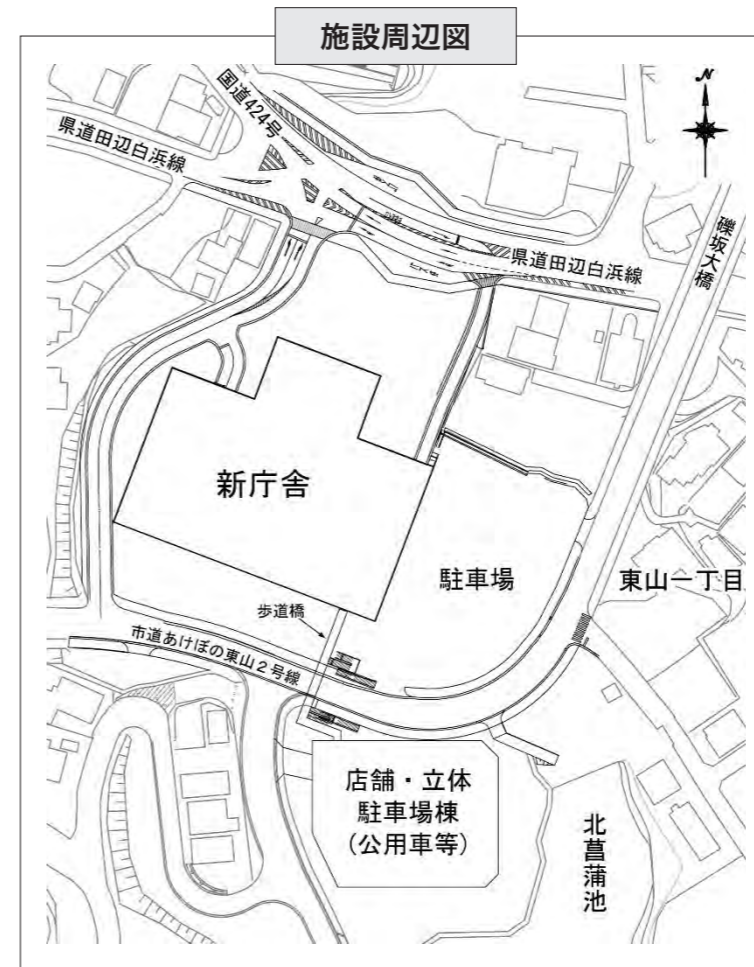 施設周辺図
N
国道424号
県道田辺白浜線
県道田辺白浜線
礫坂大橋
新庁舎
駐車場
東山一丁目
歩道橋
市道あけぼの東山2号線
店舗・立体
駐車場棟
(公用車等)
北菖蒲池